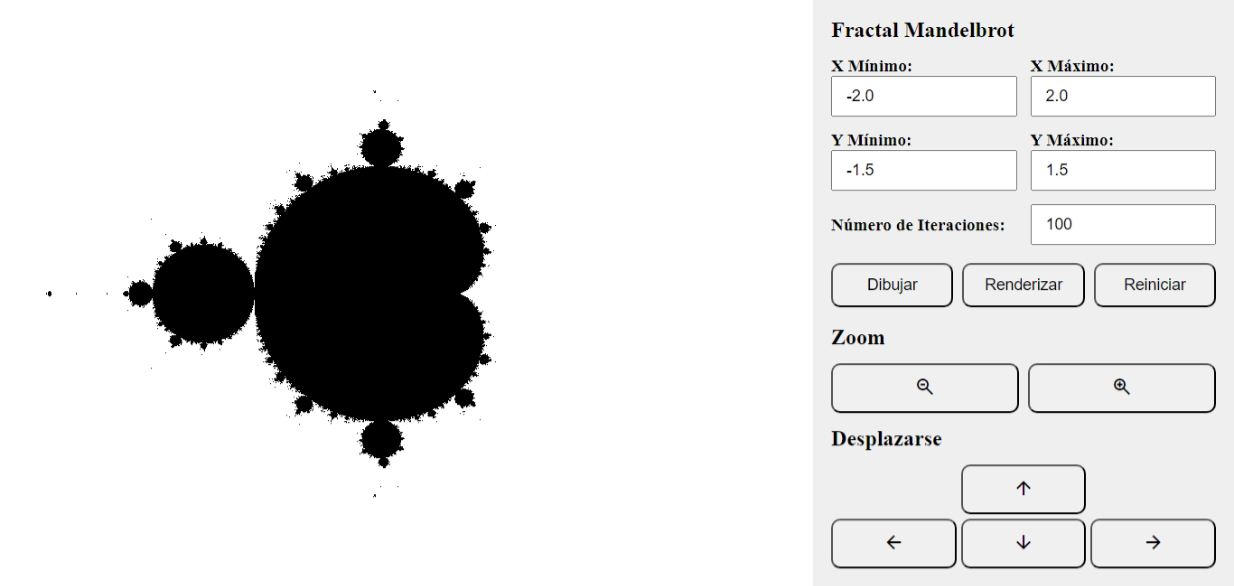 Fractal Mandelbrot
X Mínimo: X Máximo:
-2.0 2.0
Y Mínimo: Y Máximo:
-1.5 1.5
Número de Iteraciones: 100
Dibujar Renderizar Reiniciar
Zoom
Desplazarse